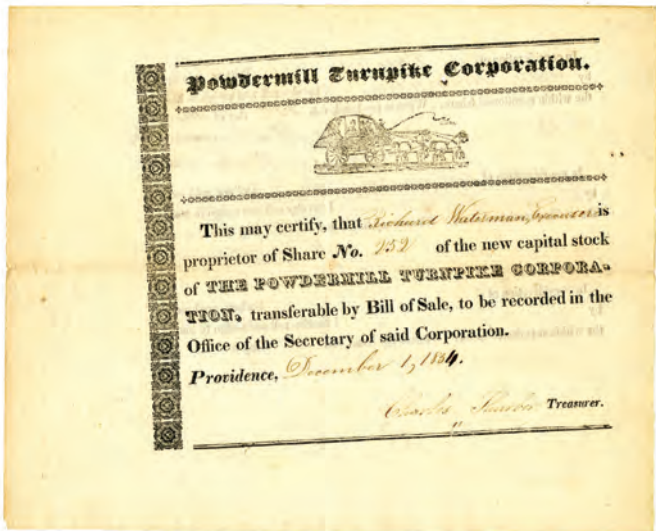 Powdermill Turnpike Corporation.
This may certify, that Richard Waterman, Executor is
proprietor of Share No. 232 of the new capital stock
of THE POWDERMILL TURNPIKE CORPORA-
TION, transferable by Bill of Sale, to be recorded in the
Office of the Secretary of said Corporation.
Providence, December 1, 1834.
Charles Treasurer.